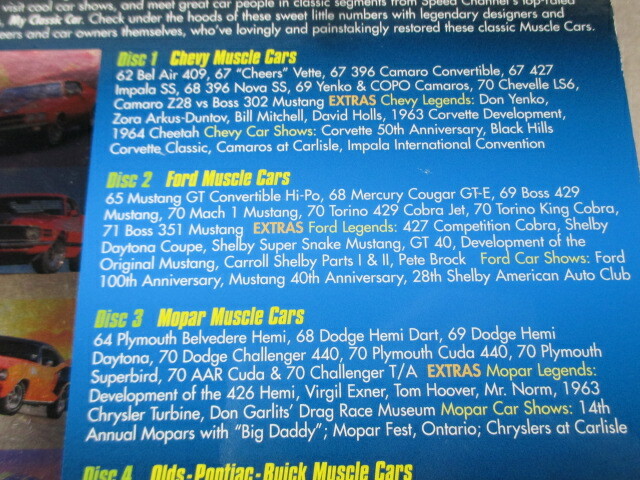 visit cool car shows, and meet great car people in classic segments from Speed Channel's top-rated
My Classic Car. Check under the hoods of these sweet little numbers with legendary designers and
eers and car owners themselves, who've lovingly and painstakingly restored these classic Muscle Cars.
Disc 1 Chevy Muscle Cars
62 Bel Air 409, 67 "Cheers" Vette, 67 396 Camaro Convertible, 67 427
Impala SS, 68 396 Nova SS, 69 Yenko & COPO Camaros, 70 Chevelle LS6,
Camaro Z28 vs Boss 302 Mustang EXTRAS Chevy Legends: Don Yenko,
Zora Arkus-Duntov, Bill Mitchell, David Holls, 1963 Corvette Development,
1964 Cheetah Chevy Car Shows: Corvette 50th Anniversary, Black Hills
Corvette Classic, Camaros at Carlisle, Impala International Convention
Disc 2 Ford Muscle Cars
65 Mustang GT Convertible Hi-Po, 68 Mercury Cougar GT-E, 69 Boss 429
Mustang, 70 Mach 1 Mustang, 70 Torino 429 Cobra Jet, 70 Torino King Cobra,
71 Boss 351 Mustang EXTRAS Ford Legends: 427 Competition Cobra, Shelby
Daytona Coupe, Shelby Super Snake Mustang, GT 40, Development of the
Original Mustang, Carroll Shelby Parts I & II, Pete Brock Ford Car Shows: Ford
100th Anniversary, Mustang 40th Anniversary, 28th Shelby American Auto Club
Disc 3 Mopar Muscle Cars
64 Plymouth Belvedere Hemi, 68 Dodge Hemi Dart, 69 Dodge Hemi
Daytona, 70 Dodge Challenger 440, 70 Plymouth Cuda 440, 70 Plymouth
Superbird, 70 AAR Cuda & 70 Challenger T/A EXTRAS Mopar Legends:
Development of the 426 Hemi, Virgil Exner, Tom Hoover, Mr. Norm, 1963
Chrysler Turbine, Don Garlits' Drag Race Museum Mopar Car Shows: 14th
Annual Mopars with "Big Daddy"; Mopar Fest, Ontario; Chryslers at Carlisle
Disc 4 Olds-Pontiac-Buick Muscle Cars